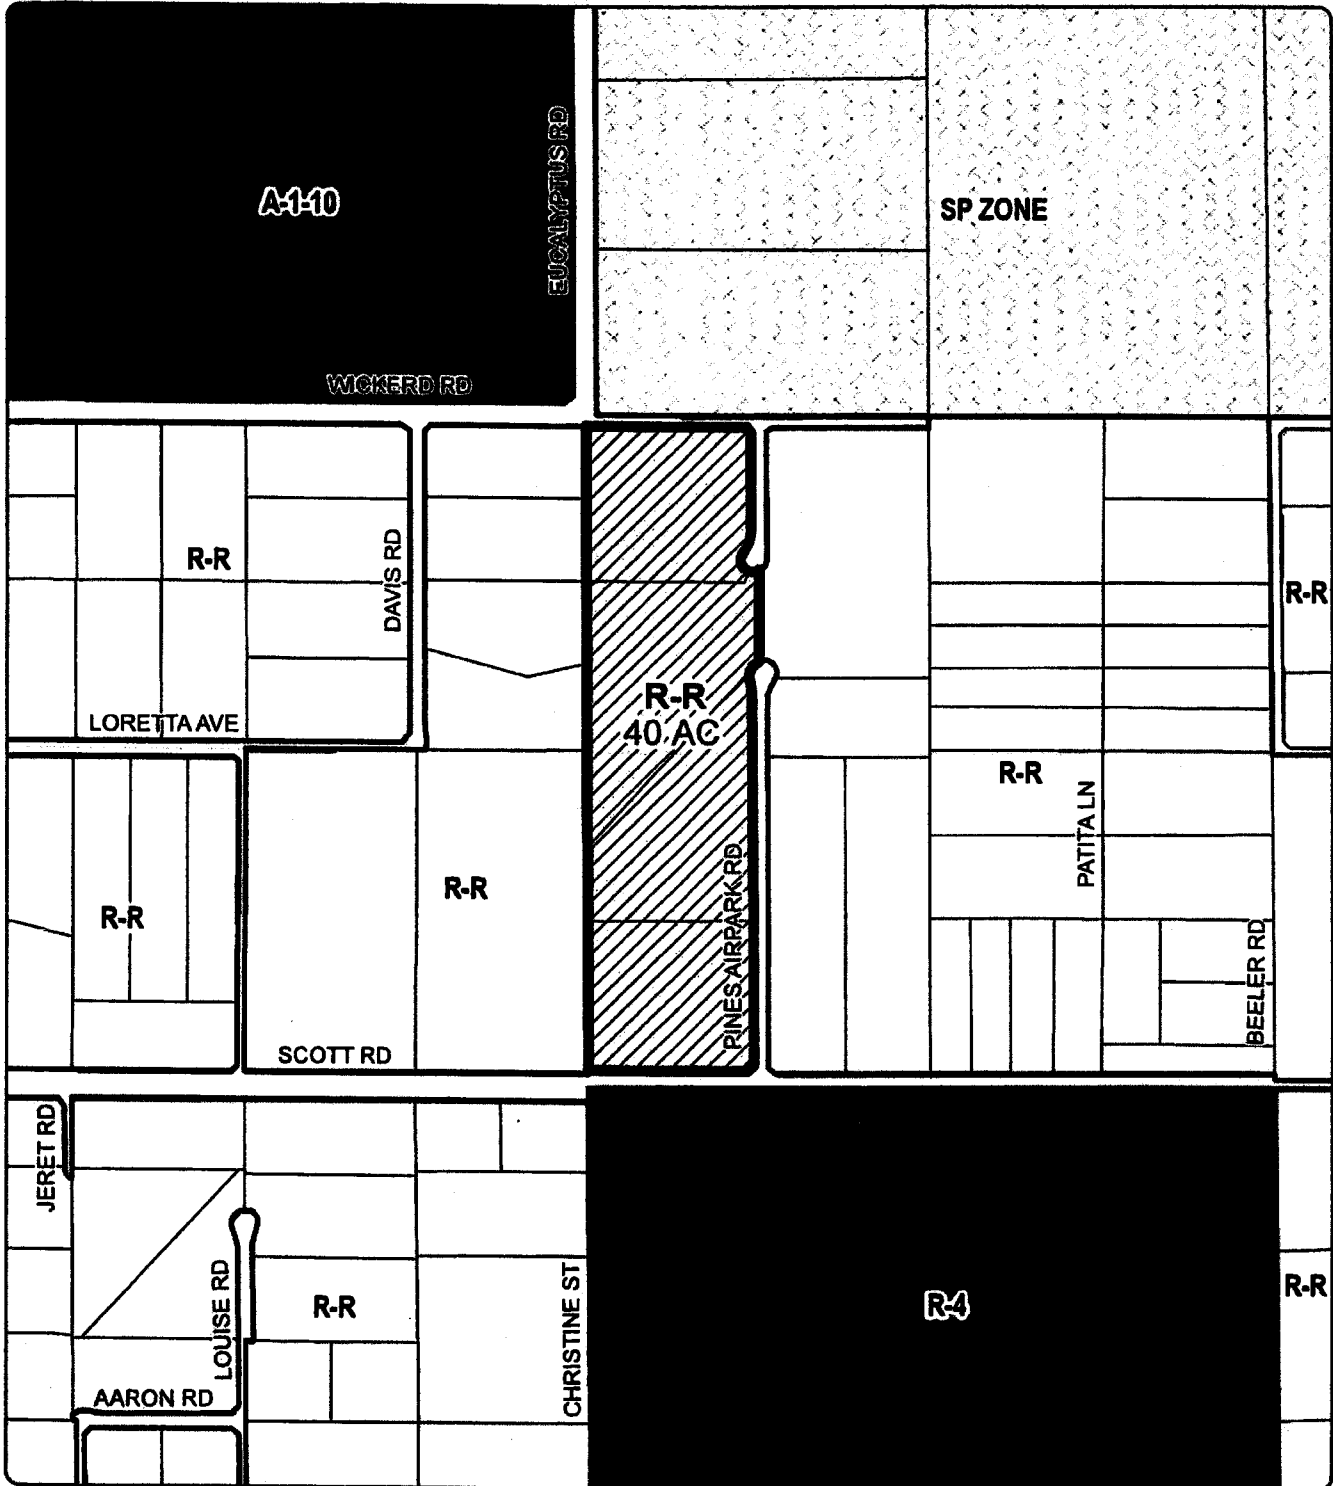 A-1-10
EUCALYPTUS RD
SP ZONE
WICKERD RD
R-R
DAVIS RD
R-R
LORETTA AVE
R-R
40 AC
R-R
PATITA LN
R-R
R-R
PINES AIRPARK RD
BEELER RD
SCOTT RD
JERET RD
LOUISE RD
R-R
CHRISTINE ST
R-4
R-R
AARON RD